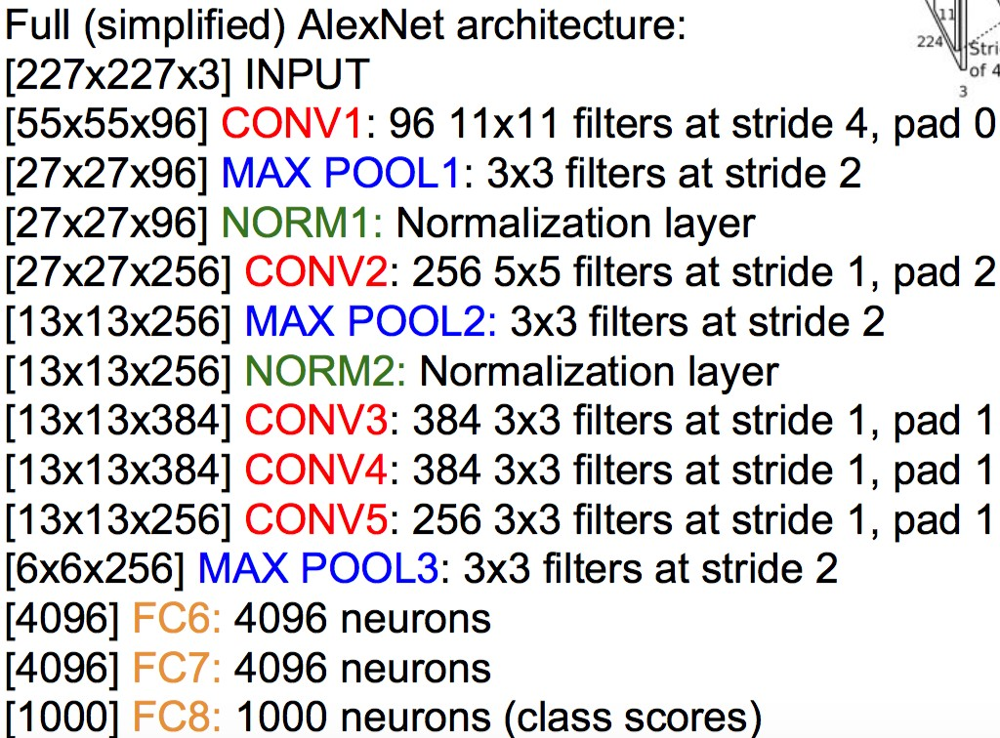 Full (simplified) AlexNet architecture:
[227x227x3] INPUT
[55x55x96] CONV1: 96 11x11 filters at stride 4, pad 0
[27x27x96] MAX POOL1: 3x3 filters at stride 2
[27x27x96] NORM1: Normalization layer
[27x27x256] CONV2: 256 5x5 filters at stride 1, pad 2
[13x13x256] MAX POOL2: 3x3 filters at stride 2
[13x13x256] NORM2: Normalization layer
[13x13x384] CONV3: 384 3x3 filters at stride 1, pad 1
[13x13x384] CONV4: 384 3x3 filters at stride 1, pad 1
[13x13x256] CONV5: 256 3x3 filters at stride 1, pad 1
[6x6x256] MAX POOL3: 3x3 filters at stride 2
[4096] FC6: 4096 neurons
[4096] FC7: 4096 neurons
[1000] FC8: 1000 neurons (class scores)
11
224
Stri
of 4
3